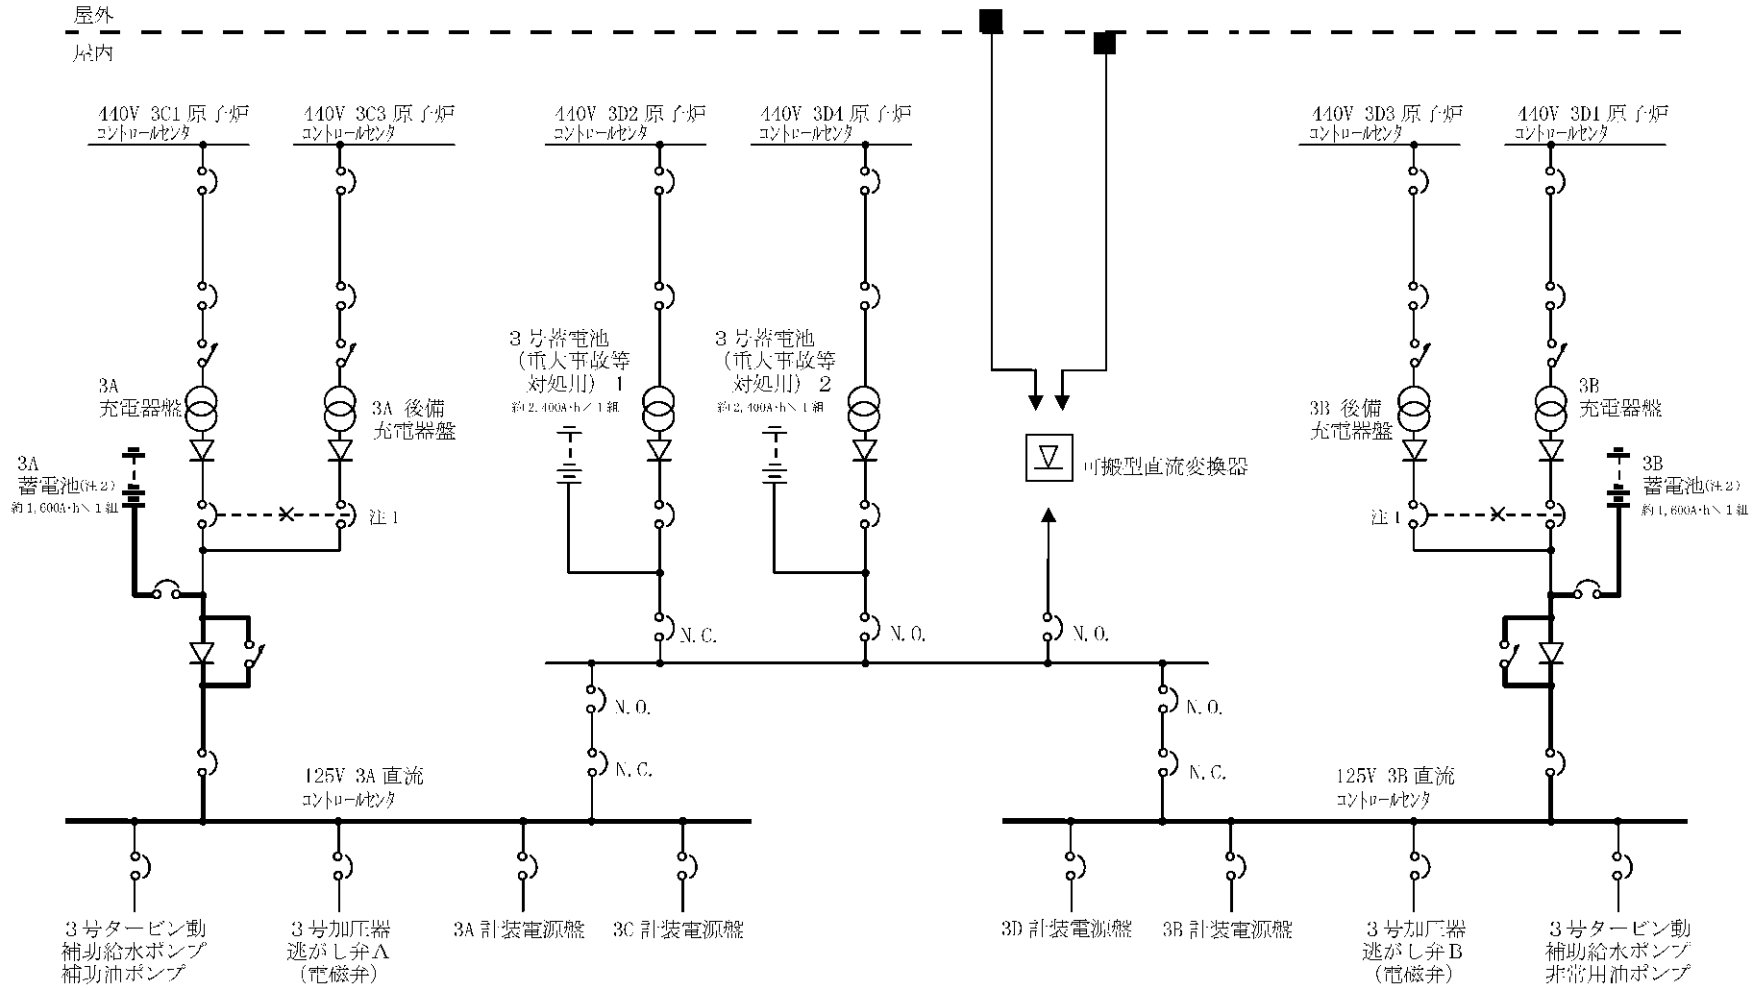 屋外
屋内
440V 3C1 原子炉
コントロールセンタ
440V 3C3 原子炉
コントロールセンタ
440V 3D2 原子炉
コントロールセンタ
440V 3D4 原子炉
コントロールセンタ
440V 3D3 原子炉
コントロールセンタ
440V 3D1 原子炉
コントロールセンタ
3A
充電器盤
3A 後備
充電器盤
3号蓄電池
(重大事故等
対処用) 1
約2,400A・h×1組
3号蓄電池
(重大事故等
対処用) 2
約2,400A・h×1組
3B 後備
充電器盤
3B
充電器盤
3A
蓄電池(注2)
約1,600A・h×1組
注1
可搬型直流変換器
注1
3B
蓄電池(注2)
約1,600A・h×1組
N.C.
N.O.
N.O.
N.O.
N.O.
N.C.
N.C.
125V 3A 直流
コントロールセンタ
125V 3B 直流
コントロールセンタ
3号タービン動
補助給水ポンプ
補助油ポンプ
3号加圧器
逃がし弁A
(電磁弁)
3A 計装電源盤
3C 計装電源盤
3D 計装電源盤
3B 計装電源盤
3号加圧器
逃がし弁B
(電磁弁)
3号タービン動
補助給水ポンプ
非常用油ポンプ